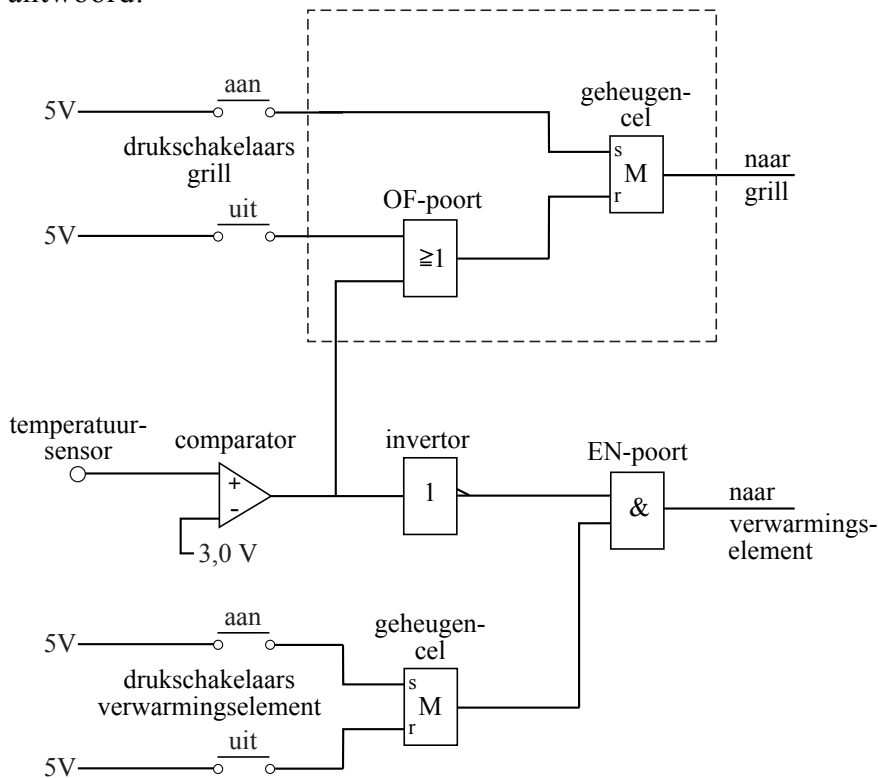 antwoord.
aan
5V
drukschakelaars
grill
uit
5V
geheugen-
cel
s
M
r
naar
grill
OF-poort
≧1
temperatuur-
sensor
comparator
+
-
3,0 V
invertor
1
EN-poort
&
naar
verwarmings-
element
aan
5V
drukschakelaars
verwarmingselement
uit
5V
geheugen-
cel
s
M
r